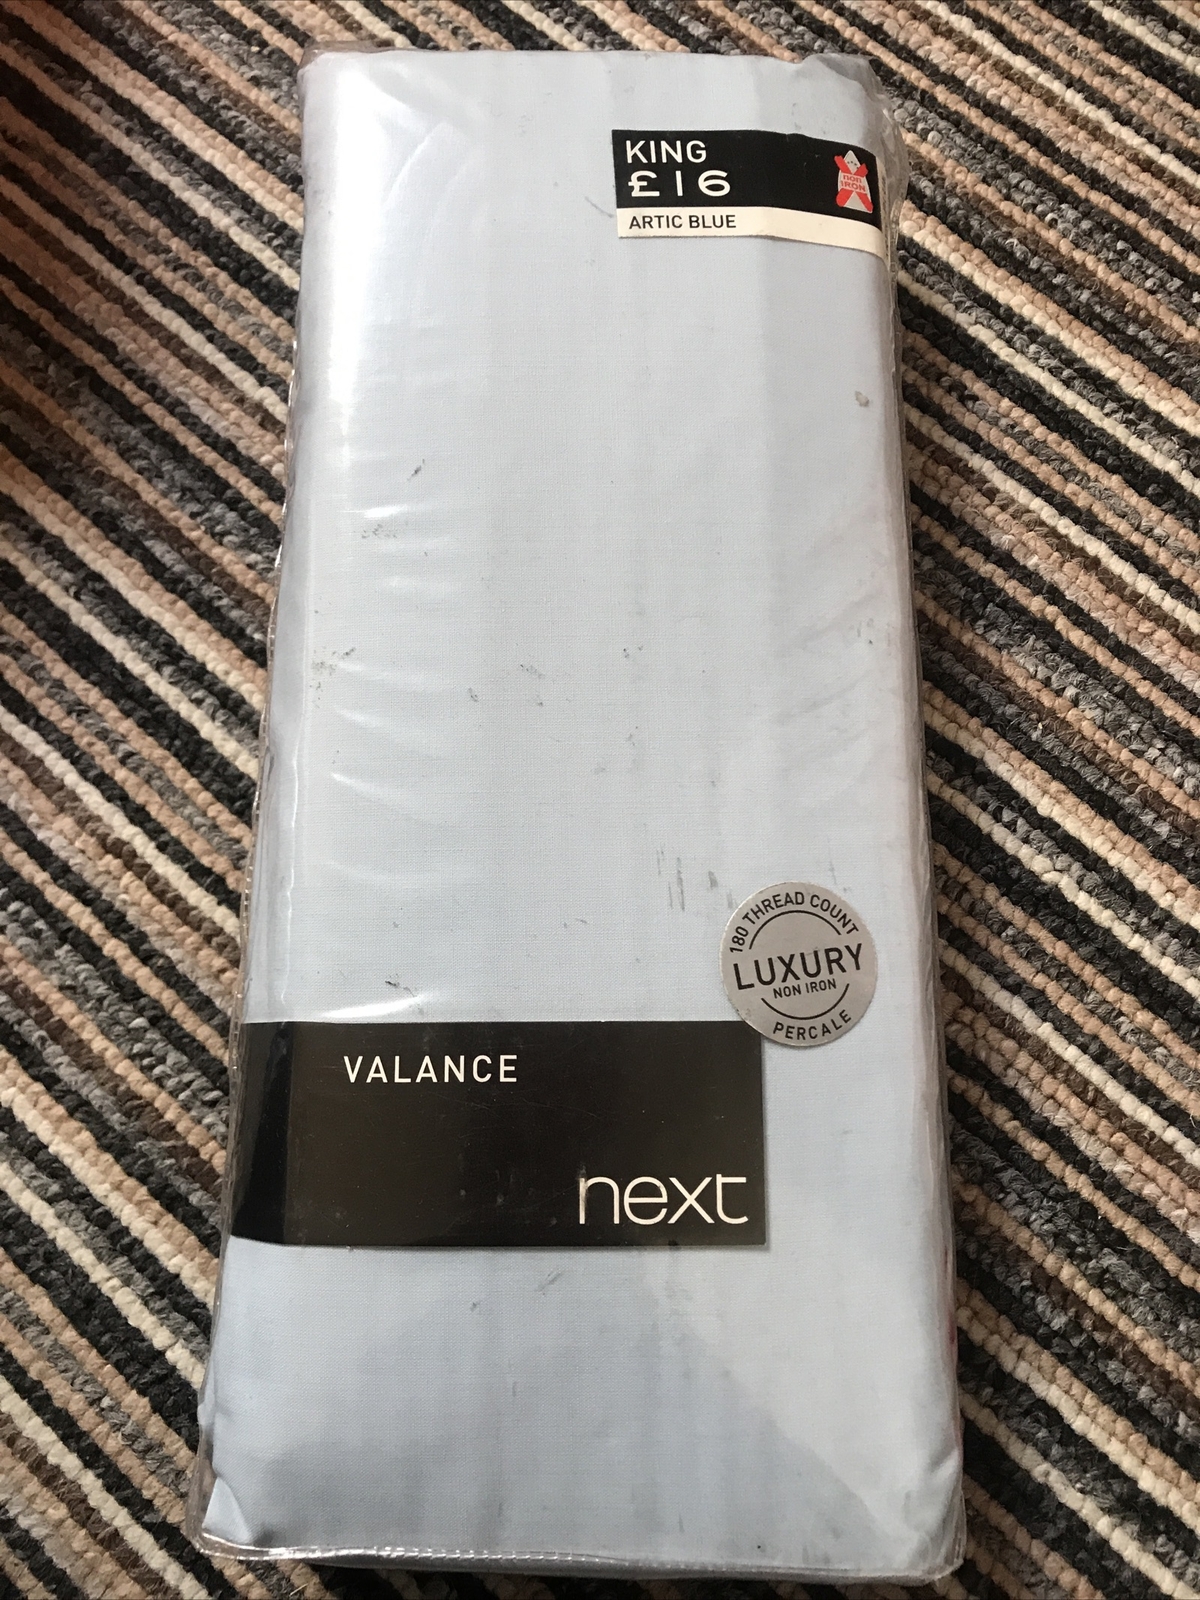 KING
£16
non
IRON
ARTIC BLUE
180 THREAD COUNT
LUXURY
NON IRON
PERCALE
VALANCE
next